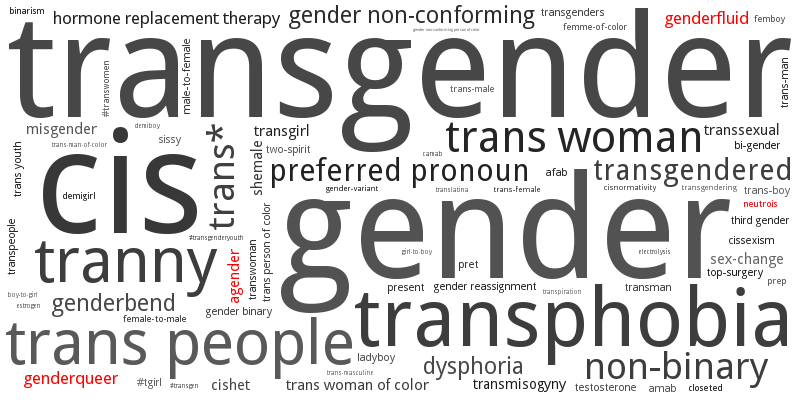 binarism
hormone replacement therapy
gender non-conforming
transgenders
genderfluid
femme-of-color
femboy
gender nonconforming person of color
transgender
#transwomen
male-to-female
trans-male
trans-man
misgender
demiboy
sissy
transgirl
trans woman
transsexual
bi-gender
trans-man-of-color
two-spirit
camab
trans youth
cis
trans*
shemale
preferred pronoun
afab
transgendered
demigirl
gender-variant
translatina
trans-female
cisnormativity
transgendering
trans-boy
neutrois
gender
third gender
transpeople
#transgenderyouth
tranny
agender
transwoman
trans person of color
girl-to-boy
electrolysis
cissexism
pret
sex-change
top-surgery
prep
boy-to-girl
estrogen
genderbend
female-to-male
gender binary
present
gender reassignment
transpiration
transman
transphobia
trans people
ladyboy
dysphoria
non-binary
trans-masculine
genderqueer
#tgirl
#transgen
cishet
trans woman of color
transmisogyny
testosterone
amab
closeted